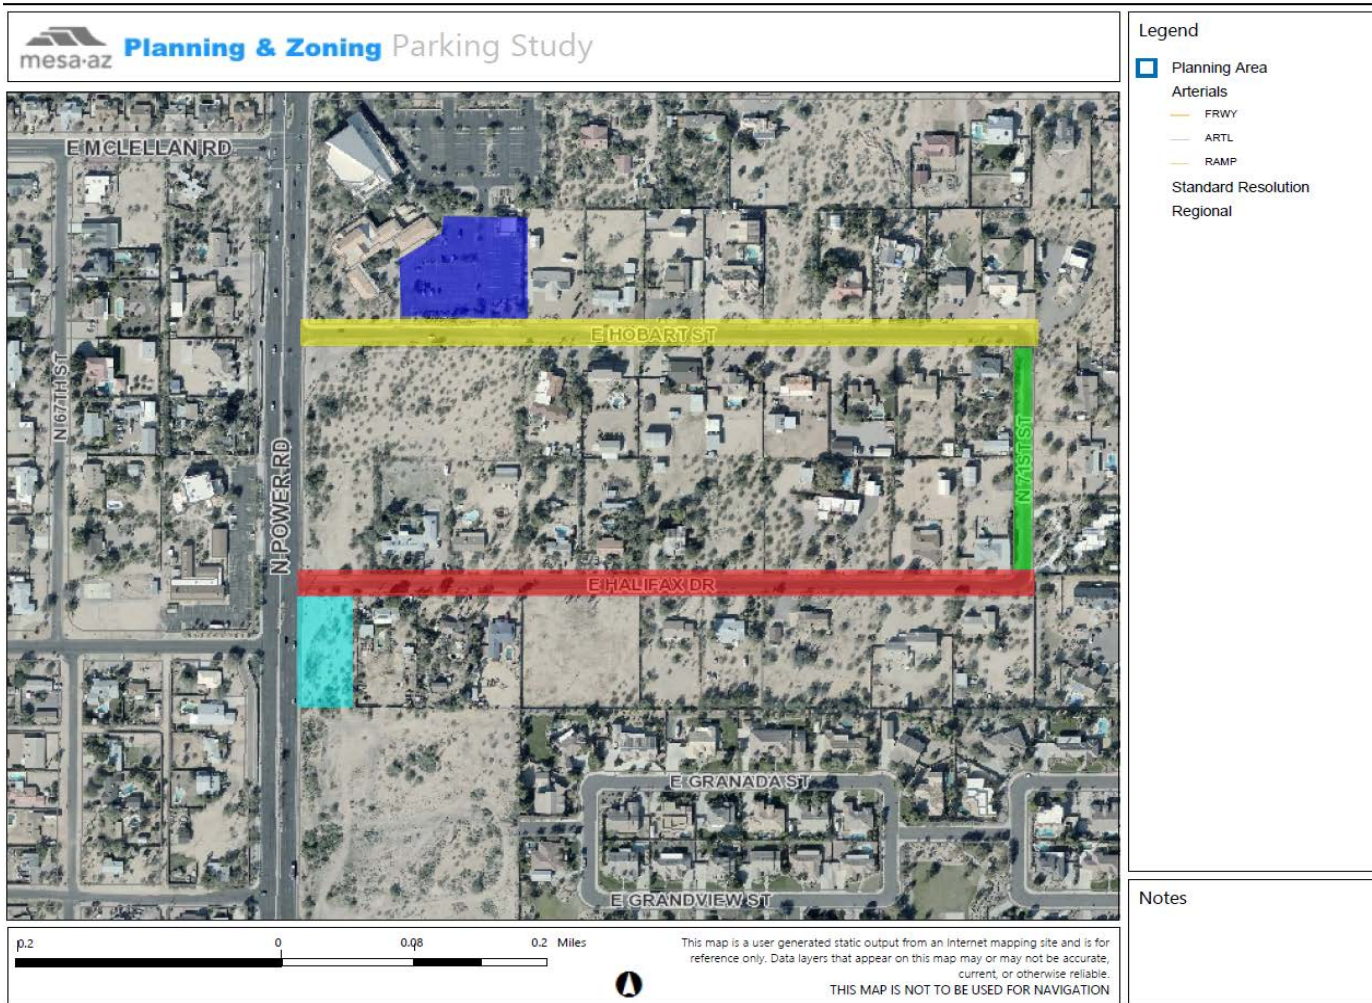 mesa·az
Planning & Zoning Parking Study
Legend
Planning Area
Arterials
FRWY
ARTL
RAMP
Standard Resolution
Regional
E MCLELLAN RD
E HOBART ST
N 67TH ST
N 71ST ST
N POWER RD
E HALIFAX DR
E GRANADA ST
E GRANDVIEW ST
Notes
0.2 0 0.08 0.2 Miles
This map is a user generated static output from an Internet mapping site and is for
reference only. Data layers that appear on this map may or may not be accurate,
current, or otherwise reliable.
THIS MAP IS NOT TO BE USED FOR NAVIGATION